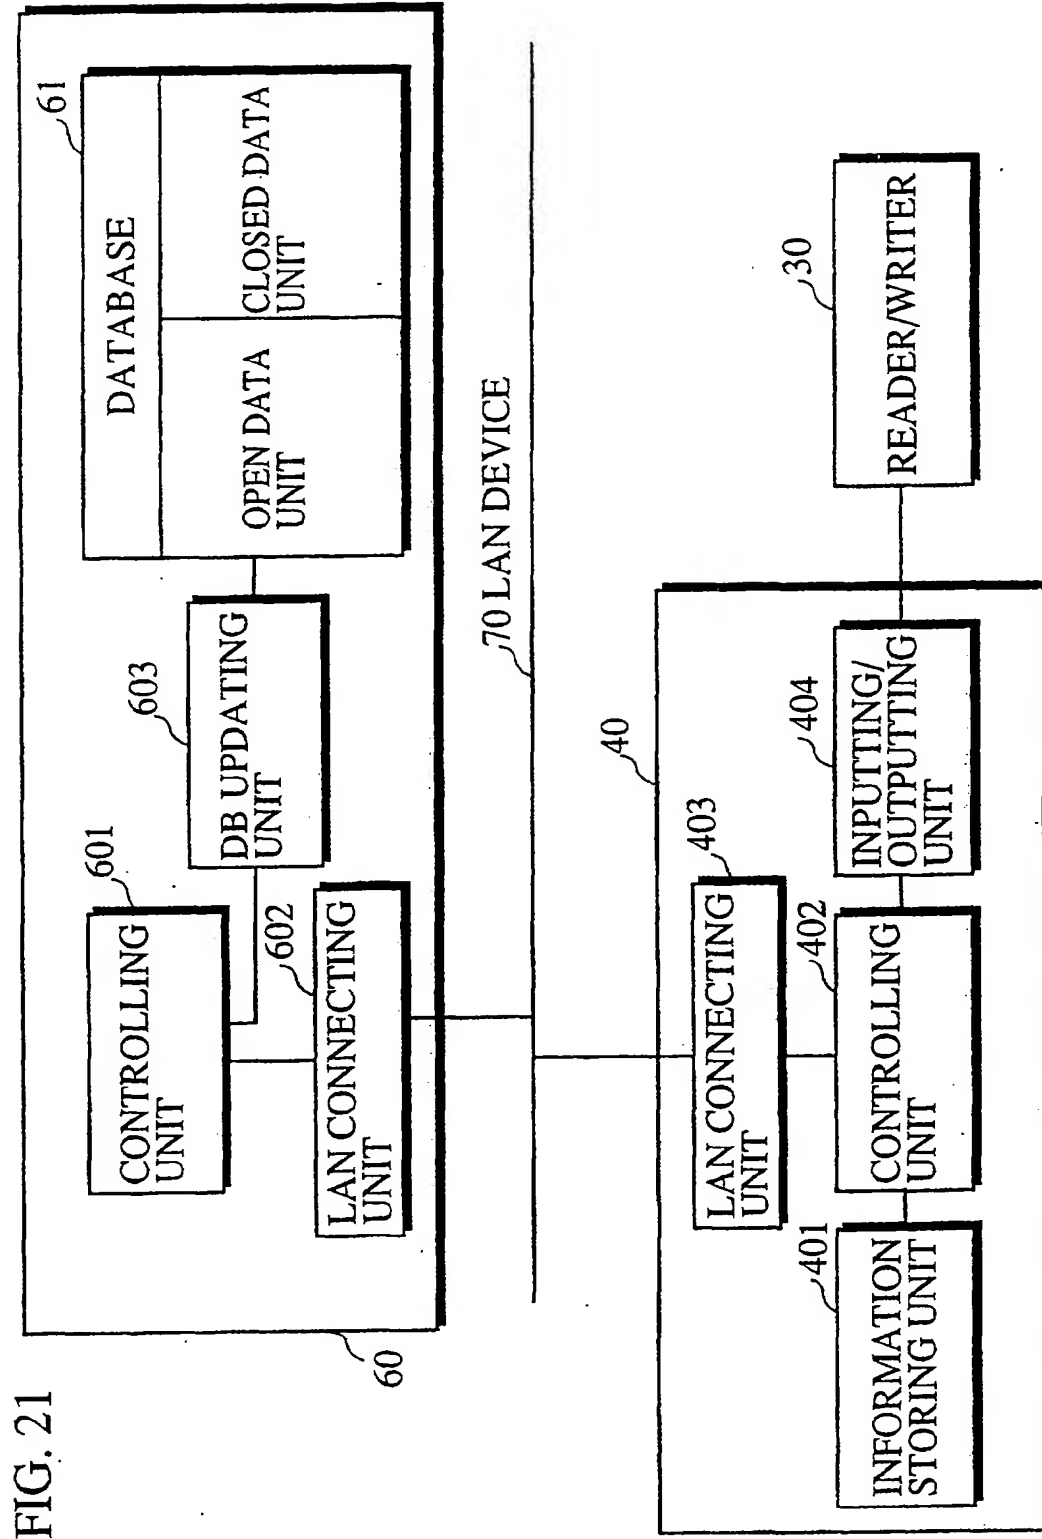 FIG. 21
60
601
CONTROLLING
UNIT
602
LAN CONNECTING
UNIT
603
DB UPDATING
UNIT
61
DATABASE
OPEN DATA
UNIT
CLOSED DATA
UNIT
70 LAN DEVICE
40
403
LAN CONNECTING
UNIT
401
INFORMATION
STORING UNIT
402
CONTROLLING
UNIT
404
INPUTTING/
OUTPUTTING
UNIT
30
READER/WRITER